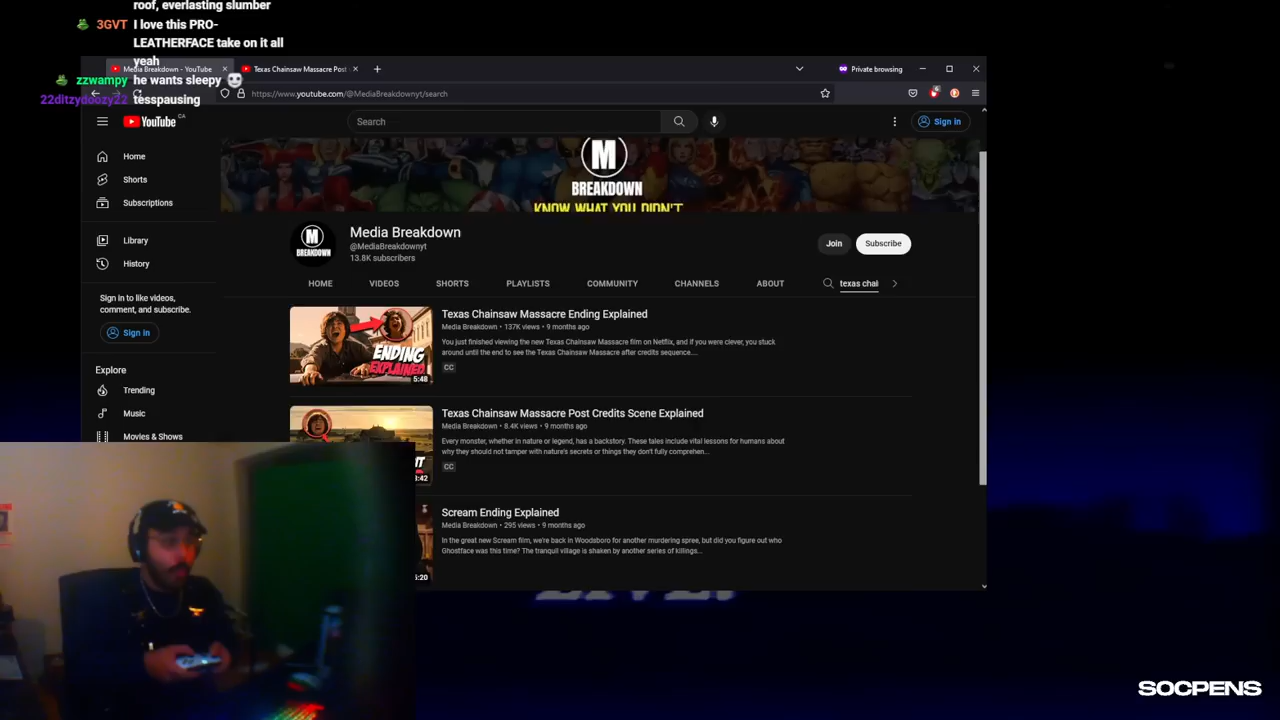 roof, everlasting slumber
3GVT I love this PRO-
LEATHERFACE take on it all
yeah
zzwampy he wants sleepy
22ditzydoozy22 tesspausing
Media Breakdown - YouTube
Texas Chainsaw Massacre Post
Private browsing
https://www.youtube.com/@MediaBreakdownyt/search
YouTube CA
Search
Sign in
Home
Shorts
Subscriptions
Library
History
Sign in to like videos,
comment, and subscribe.
Sign in
Explore
Trending
Music
Movies & Shows
M
BREAKDOWN
KNOW WHAT YOU DIDN'T
M
BREAKDOWN
Media Breakdown
@MediaBreakdownyt
13.8K subscribers
Join
Subscribe
HOME
VIDEOS
SHORTS
PLAYLISTS
COMMUNITY
CHANNELS
ABOUT
texas chai
ENDING
EXPLAINED
5:48
Texas Chainsaw Massacre Ending Explained
Media Breakdown • 137K views • 9 months ago
You just finished viewing the new Texas Chainsaw Massacre film on Netflix, and if you were clever, you stuck
around until the end to see the Texas Chainsaw Massacre after credits sequence....
CC
Texas Chainsaw Massacre Post Credits Scene Explained
Media Breakdown • 8.4K views • 9 months ago
Every monster, whether in nature or legend, has a backstory. These tales include vital lessons for humans about
why they should not tamper with nature's secrets or things they don't fully comprehen...
CC
:42
Scream Ending Explained
Media Breakdown • 295 views • 9 months ago
In the great new Scream film, we're back in Woodsboro for another murdering spree, but did you figure out who
Ghostface was this time? The tranquil village is shaken by another series of killings...
:20
SOCPENS